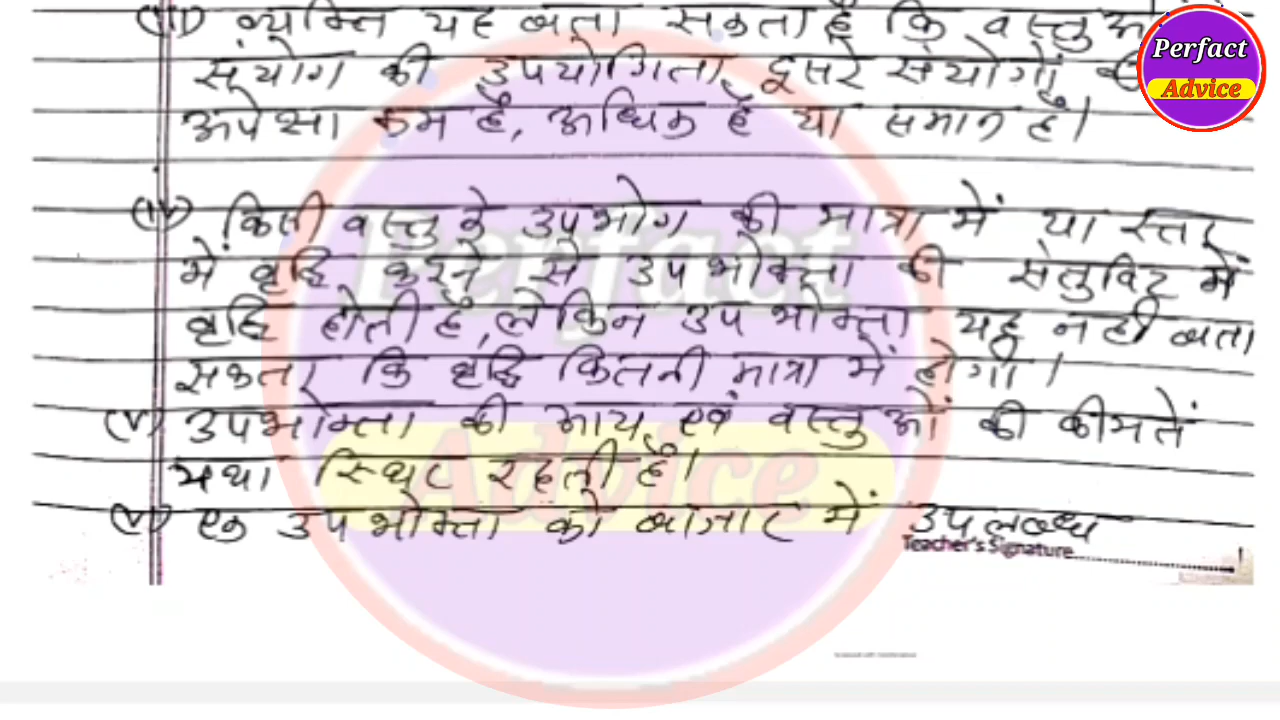 (iii) व्यक्ति यह बता सकता है कि वस्तुओ
संयोग की उपयोगिता दूसरे संयोगों की
अपेक्षा कम है, अधिक है या समान है।
(iv) किसी वस्तु के उपभोग की मात्रा में या स्तर
में वृद्धि करने से उपभोक्ता की संतुष्टि में
वृद्धि होती है, लेकिन उपभोक्ता यह नही बता
सकता कि वृद्धि कितनी मात्रा में होगी।
(v) उपभोक्ता की आय एवं वस्तुओं की कीमतें
यथा स्थिर रहती है।
एक उपभोक्ता को बाजार में उपलब्ध
Teacher's Signature
Perfact
Advice
Perfact
Advice